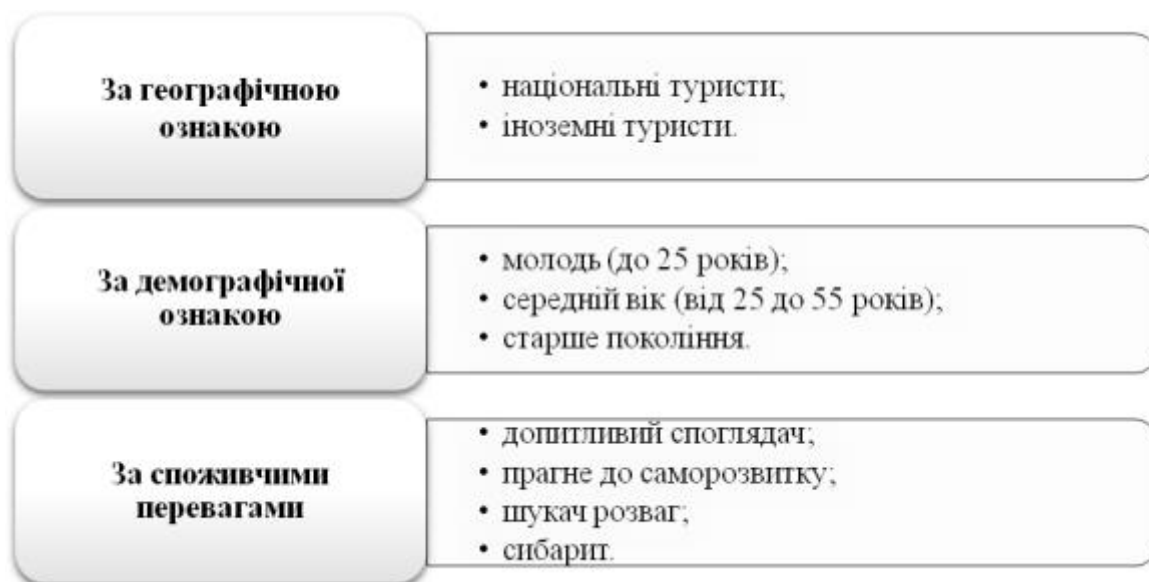 За географічною
ознакою
• національні туристи;
• іноземні туристи.
За демографічної
ознакою
• молодь (до 25 років);
• середній вік (від 25 до 55 років);
• старше покоління.
За споживчими
перевагами
• допитливий споглядач;
• прагне до саморозвитку;
• шукач розваг;
• сибарит.